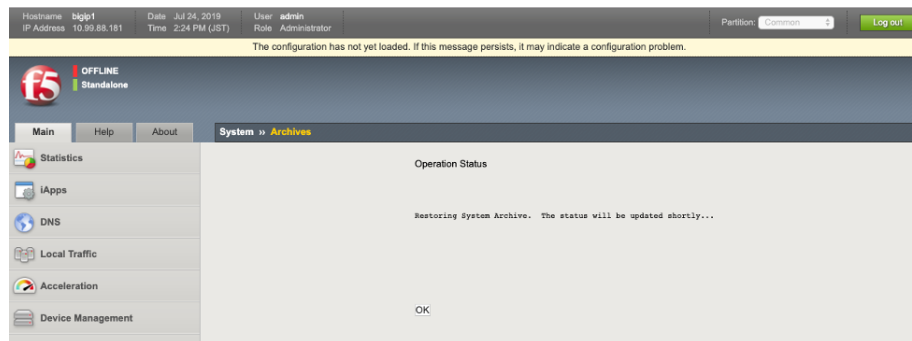 Hostname bigip1 Date Jul 24, 2019 User admin
IP Address 10.99.88.181 Time 2:24 PM (JST) Role Administrator
Partition: Common Log out
The configuration has not yet loaded. If this message persists, it may indicate a configuration problem.
f5
OFFLINE
Standalone
Main Help About System » Archives
Statistics
Operation Status
iApps
Restoring System Archive. The status will be updated shortly...
DNS
Local Traffic
Acceleration
OK
Device Management